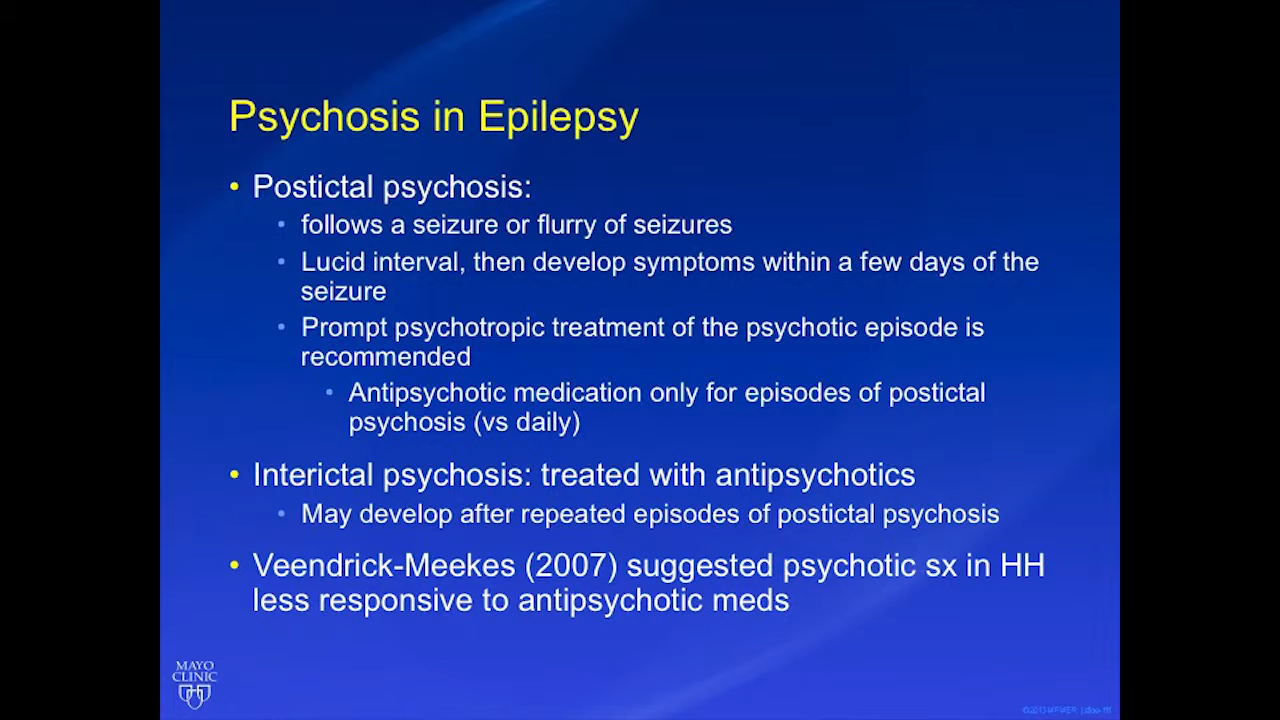 Psychosis in Epilepsy
• Postictal psychosis:
• follows a seizure or flurry of seizures
• Lucid interval, then develop symptoms within a few days of the
seizure
• Prompt psychotropic treatment of the psychotic episode is
recommended
• Antipsychotic medication only for episodes of postictal
psychosis (vs daily)
• Interictal psychosis: treated with antipsychotics
• May develop after repeated episodes of postictal psychosis
• Veendrick-Meekes (2007) suggested psychotic sx in HH
less responsive to antipsychotic meds
MAYO
CLINIC
©2013 MFMER |